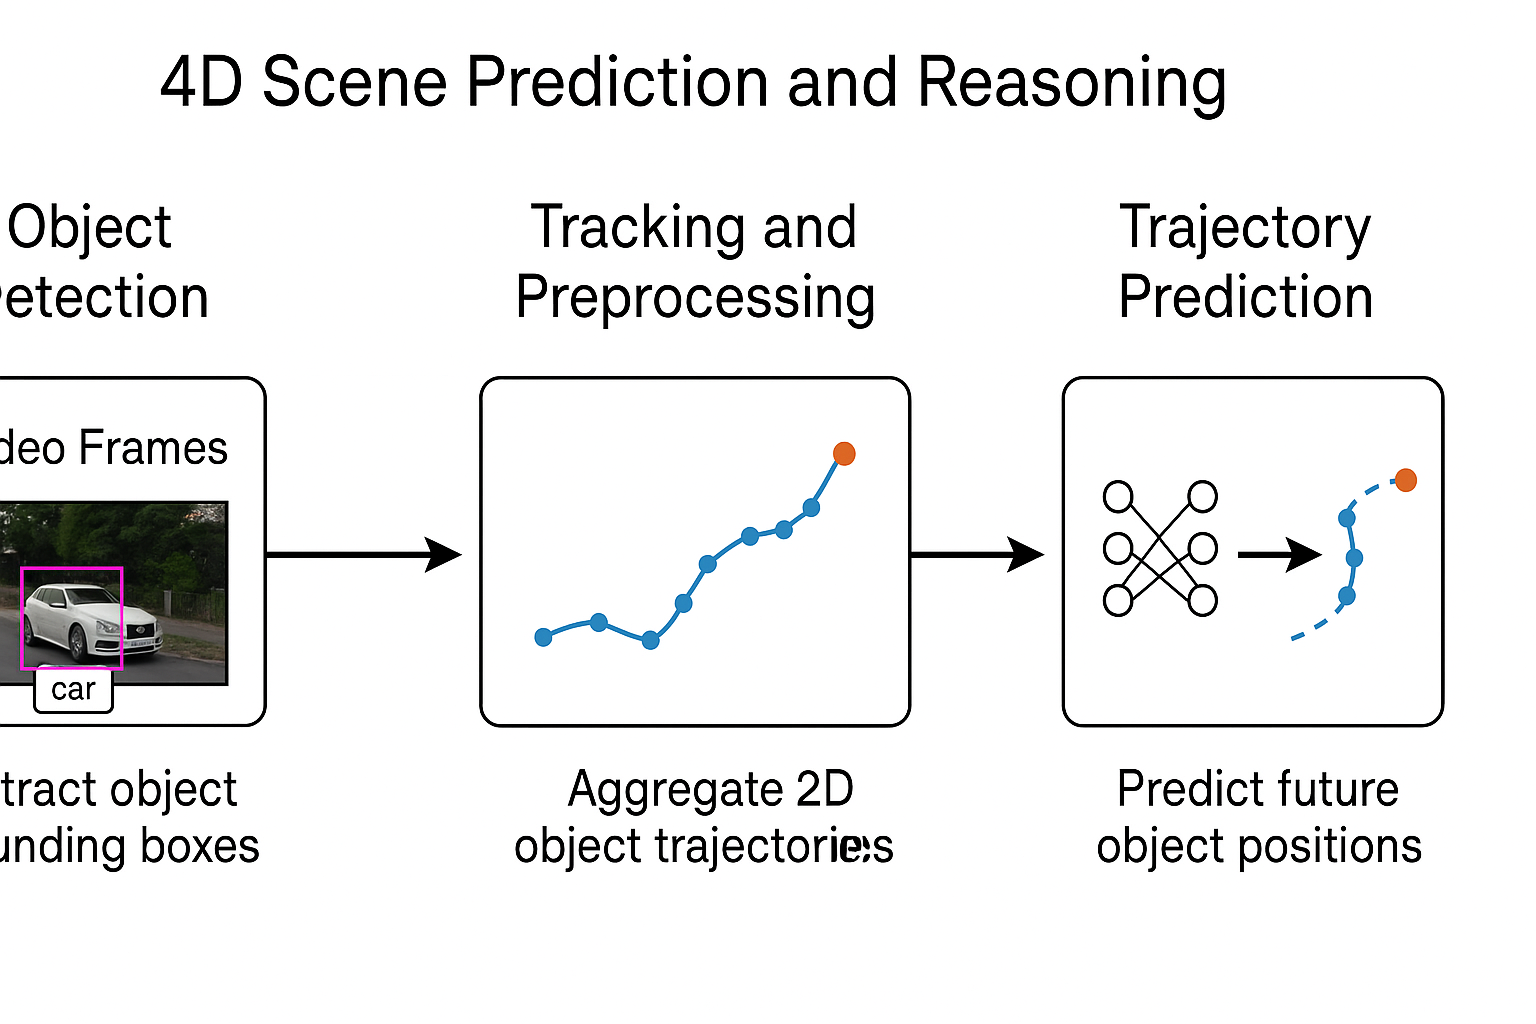 4D Scene Prediction and Reasoning
Object
etection
deo Frames
car
tract object
unding boxes
Tracking and
Preprocessing
Aggregate 2D
object trajectories
Trajectory
Prediction
Predict future
object positions